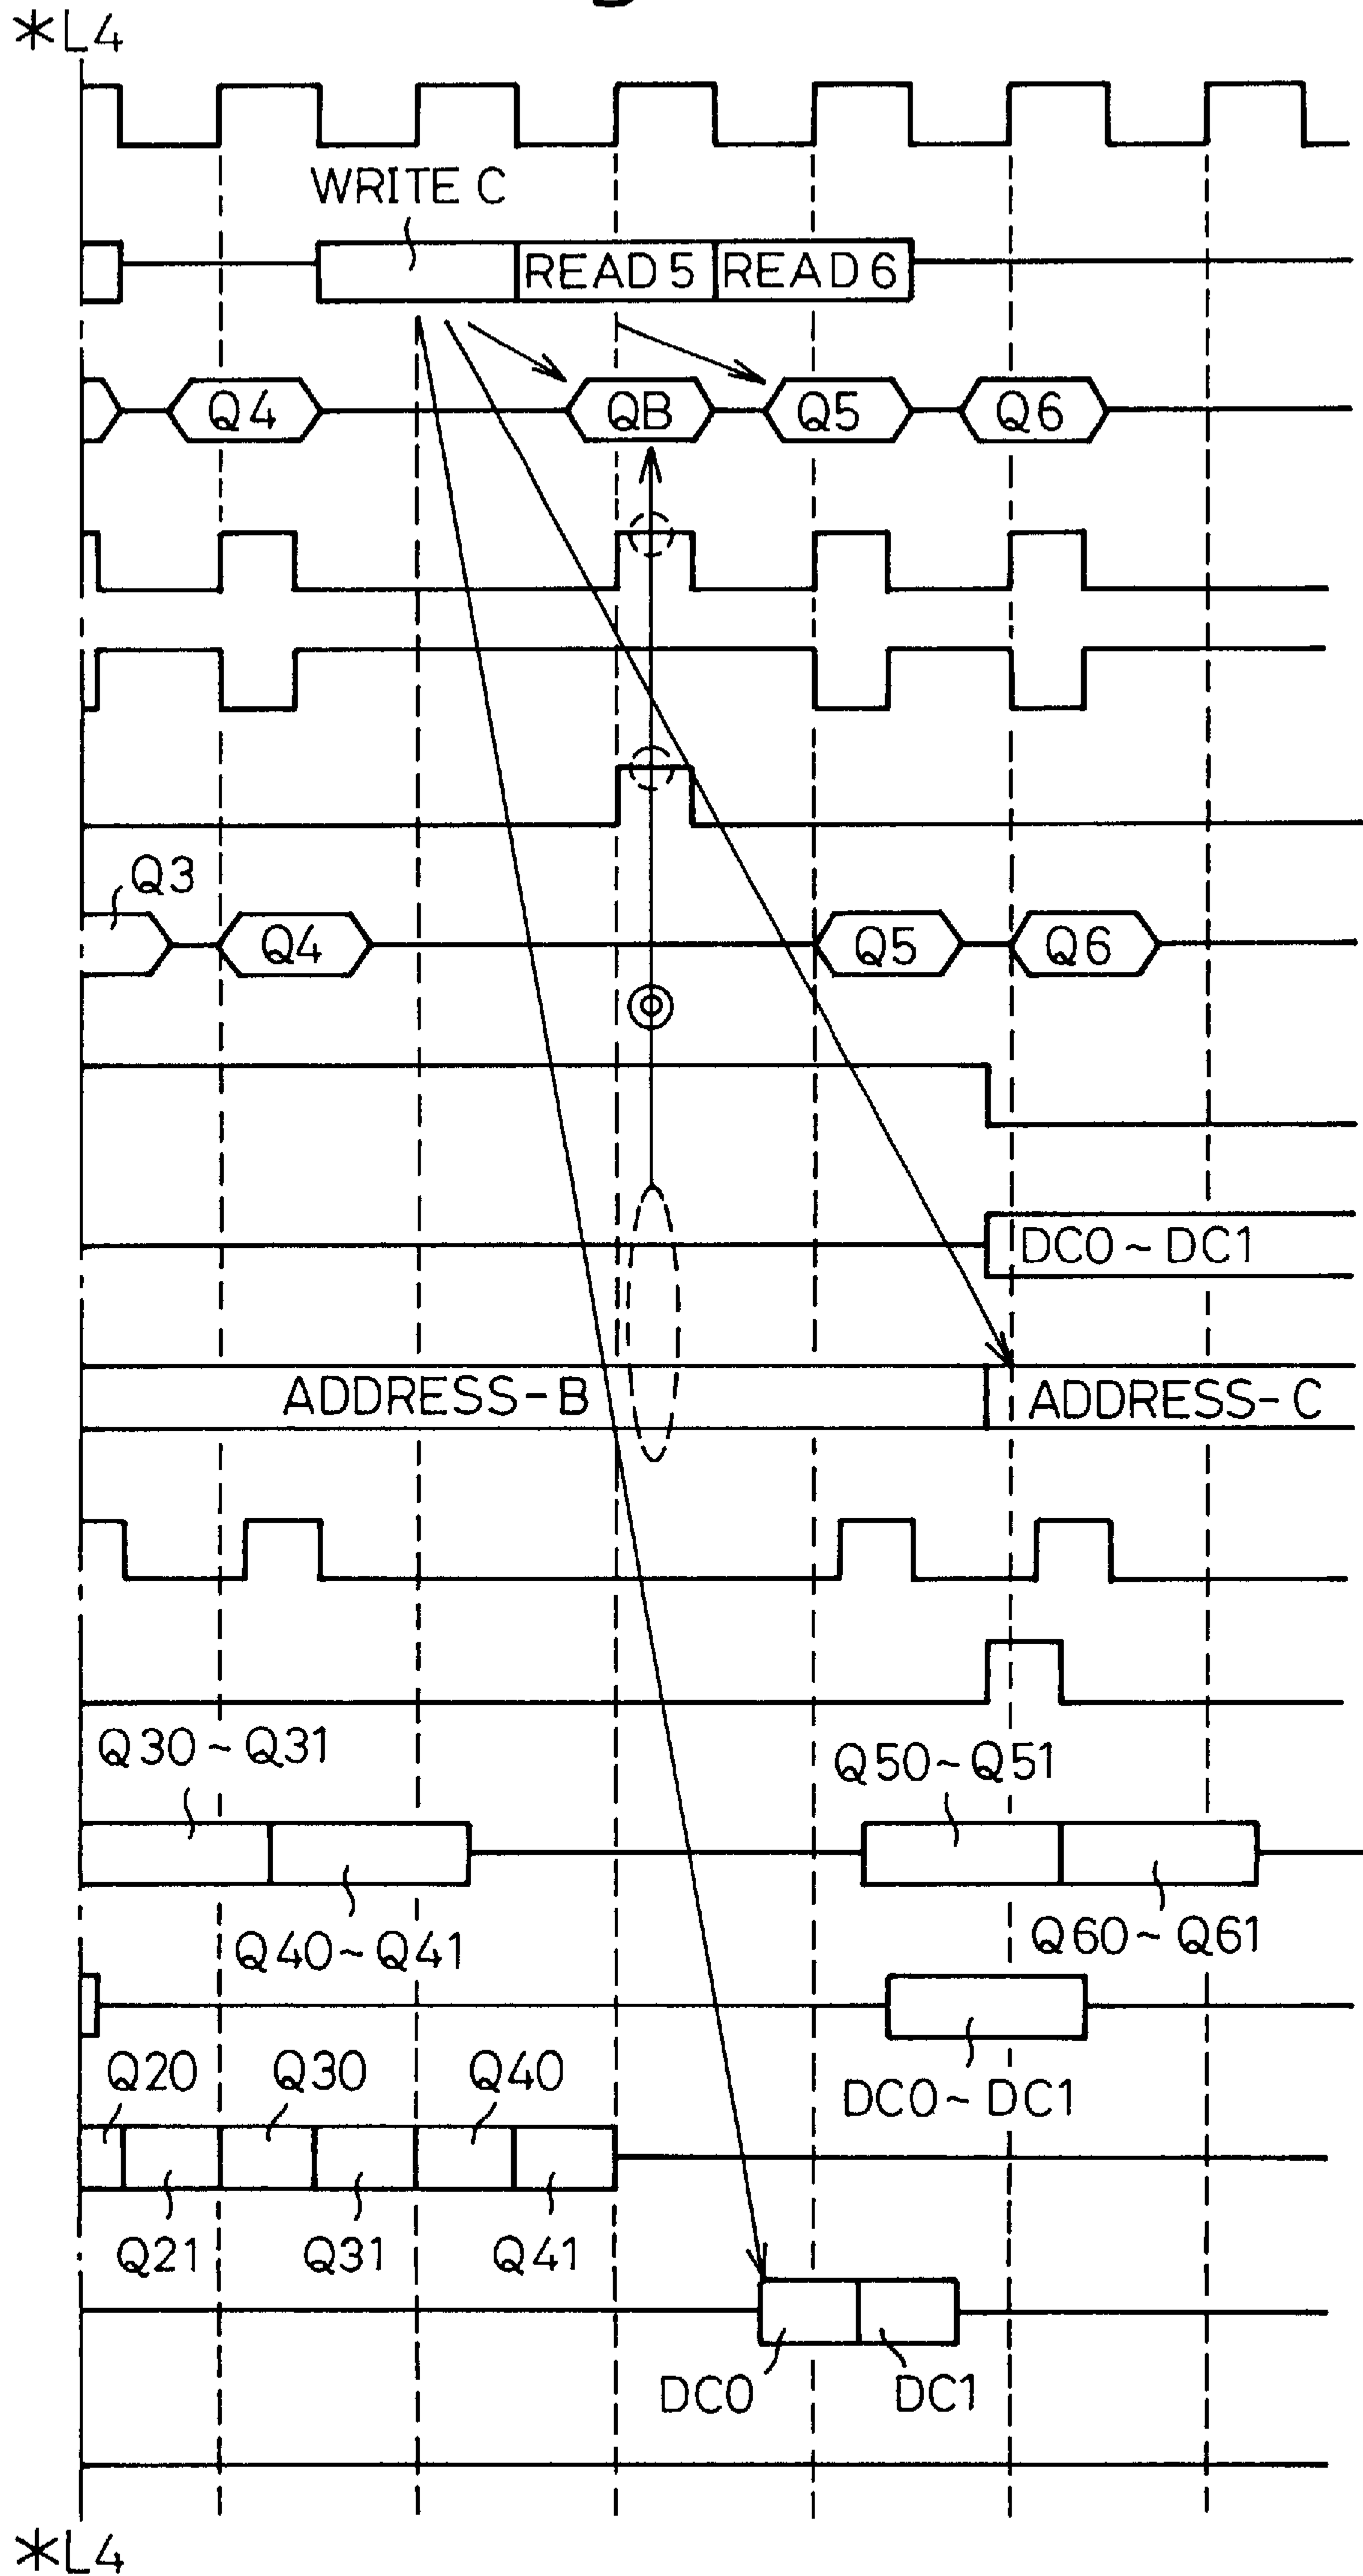 *L4
WRITE C
READ 5 READ 6
Q4 QB Q5 Q6
Q3
Q4 Q5 Q6
DC0~DC1
ADDRESS-B ADDRESS-C
Q30~Q31
Q50~Q51
Q40~Q41
Q60~Q61
Q20 Q30 Q40
DC0~DC1
Q21 Q31 Q41
DC0 DC1
*L4